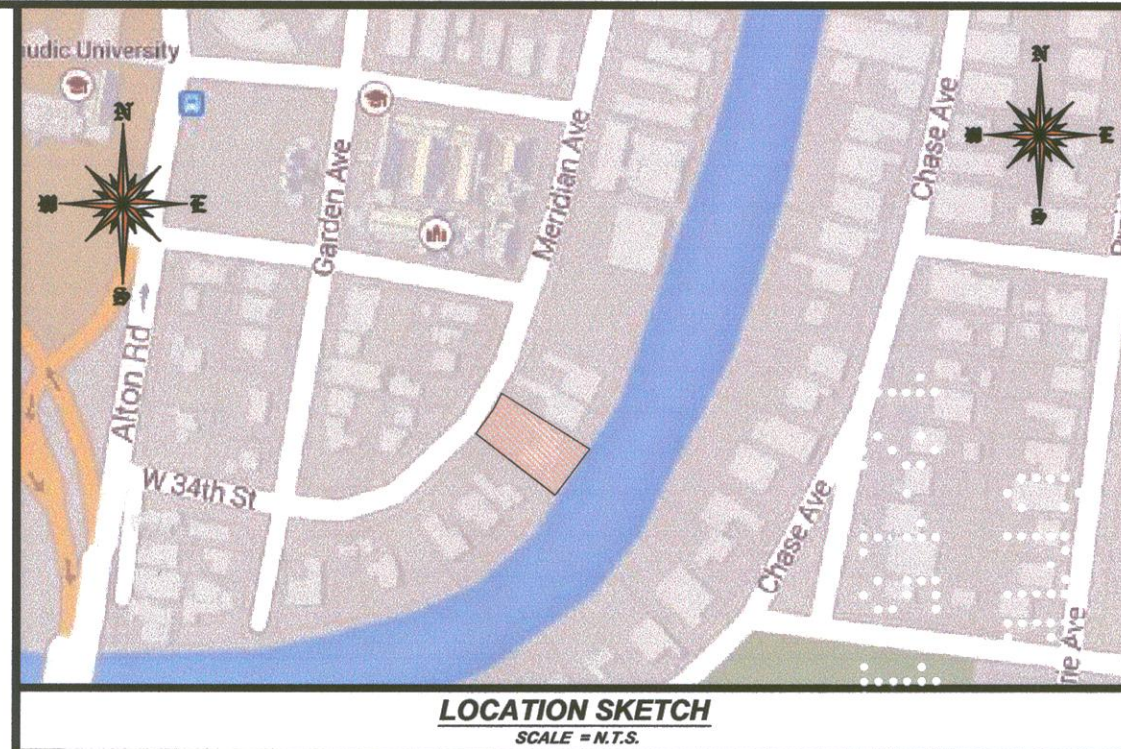 udic University
N
E
S
Alton Rd
Garden Ave
Meridian Ave
W 34th St
Chase Ave
Chase Ave
N
E
S
LOCATION SKETCH
SCALE = N.T.S.